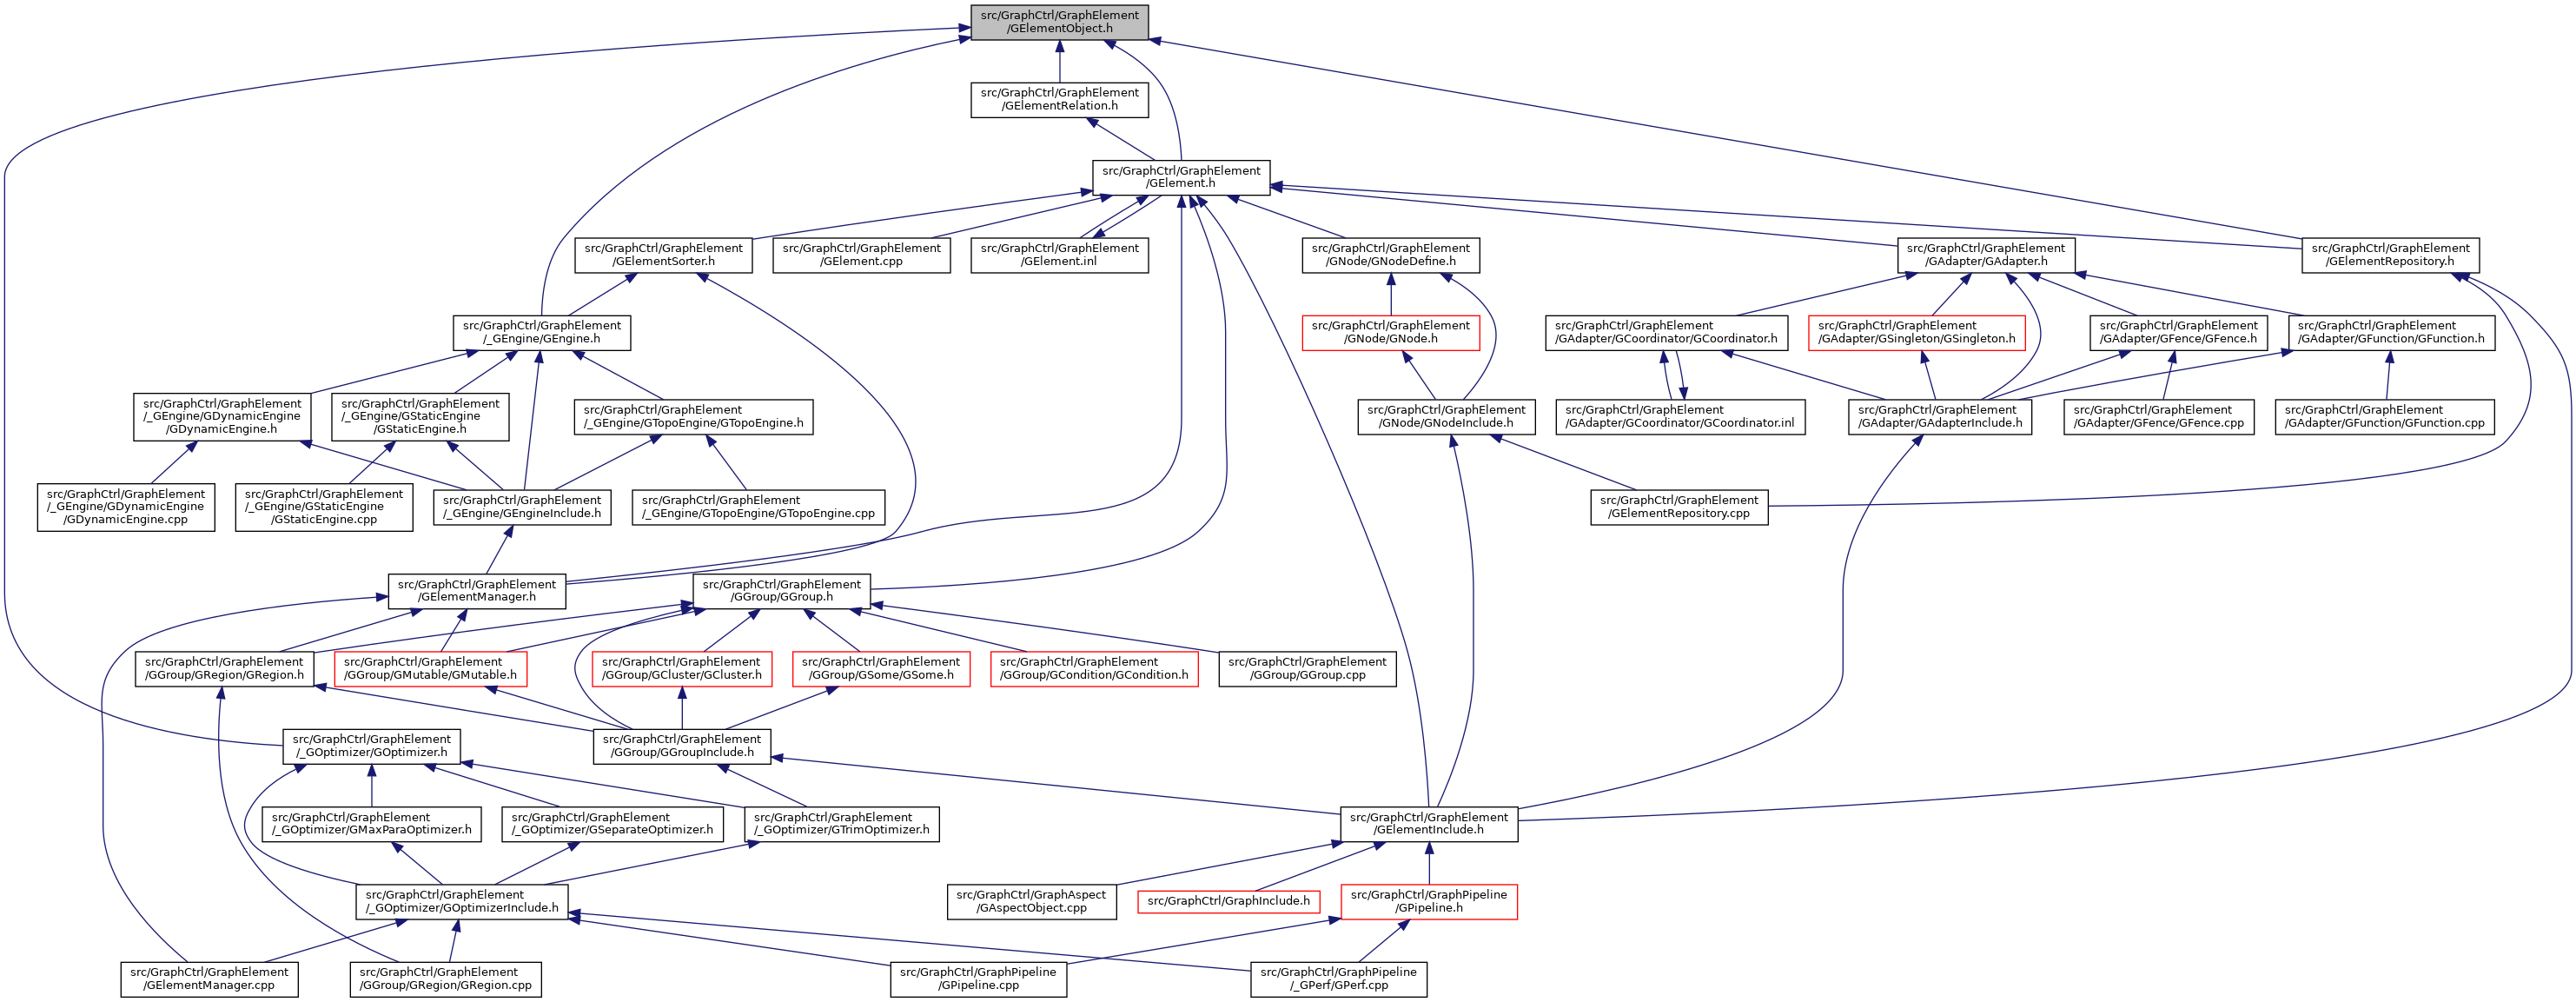 src/GraphCtrl/GraphElement
/GElementObject.h
src/GraphCtrl/GraphElement
/GElementRelation.h
src/GraphCtrl/GraphElement
/GElement.h
src/GraphCtrl/GraphElement
/GElementSorter.h
src/GraphCtrl/GraphElement
/GElement.cpp
src/GraphCtrl/GraphElement
/GElement.inl
src/GraphCtrl/GraphElement
/GNode/GNodeDefine.h
src/GraphCtrl/GraphElement
/GAdapter/GAdapter.h
src/GraphCtrl/GraphElement
/GElementRepository.h
src/GraphCtrl/GraphElement
/_GEngine/GEngine.h
src/GraphCtrl/GraphElement
/GNode/GNode.h
src/GraphCtrl/GraphElement
/GAdapter/GCoordinator/GCoordinator.h
src/GraphCtrl/GraphElement
/GAdapter/GSingleton/GSingleton.h
src/GraphCtrl/GraphElement
/GAdapter/GFence/GFence.h
src/GraphCtrl/GraphElement
/GAdapter/GFunction/GFunction.h
src/GraphCtrl/GraphElement
/_GEngine/GDynamicEngine
/GDynamicEngine.h
src/GraphCtrl/GraphElement
/_GEngine/GStaticEngine
/GStaticEngine.h
src/GraphCtrl/GraphElement
/_GEngine/GTopoEngine/GTopoEngine.h
src/GraphCtrl/GraphElement
/GNode/GNodeInclude.h
src/GraphCtrl/GraphElement
/GAdapter/GCoordinator/GCoordinator.inl
src/GraphCtrl/GraphElement
/GAdapter/GAdapterInclude.h
src/GraphCtrl/GraphElement
/GAdapter/GFence/GFence.cpp
src/GraphCtrl/GraphElement
/GAdapter/GFunction/GFunction.cpp
src/GraphCtrl/GraphElement
/_GEngine/GDynamicEngine
/GDynamicEngine.cpp
src/GraphCtrl/GraphElement
/_GEngine/GStaticEngine
/GStaticEngine.cpp
src/GraphCtrl/GraphElement
/_GEngine/GEngineInclude.h
src/GraphCtrl/GraphElement
/_GEngine/GTopoEngine/GTopoEngine.cpp
src/GraphCtrl/GraphElement
/GElementRepository.cpp
src/GraphCtrl/GraphElement
/GElementManager.h
src/GraphCtrl/GraphElement
/GGroup/GGroup.h
src/GraphCtrl/GraphElement
/GGroup/GRegion/GRegion.h
src/GraphCtrl/GraphElement
/GGroup/GMutable/GMutable.h
src/GraphCtrl/GraphElement
/GGroup/GCluster/GCluster.h
src/GraphCtrl/GraphElement
/GGroup/GSome/GSome.h
src/GraphCtrl/GraphElement
/GGroup/GCondition/GCondition.h
src/GraphCtrl/GraphElement
/GGroup/GGroup.cpp
src/GraphCtrl/GraphElement
/_GOptimizer/GOptimizer.h
src/GraphCtrl/GraphElement
/GGroup/GGroupInclude.h
src/GraphCtrl/GraphElement
/_GOptimizer/GMaxParaOptimizer.h
src/GraphCtrl/GraphElement
/_GOptimizer/GSeparateOptimizer.h
src/GraphCtrl/GraphElement
/_GOptimizer/GTrimOptimizer.h
src/GraphCtrl/GraphElement
/GElementInclude.h
src/GraphCtrl/GraphElement
/_GOptimizer/GOptimizerInclude.h
src/GraphCtrl/GraphAspect
/GAspectObject.cpp
src/GraphCtrl/GraphInclude.h
src/GraphCtrl/GraphPipeline
/GPipeline.h
src/GraphCtrl/GraphElement
/GElementManager.cpp
src/GraphCtrl/GraphElement
/GGroup/GRegion/GRegion.cpp
src/GraphCtrl/GraphPipeline
/GPipeline.cpp
src/GraphCtrl/GraphPipeline
/_GPerf/GPerf.cpp